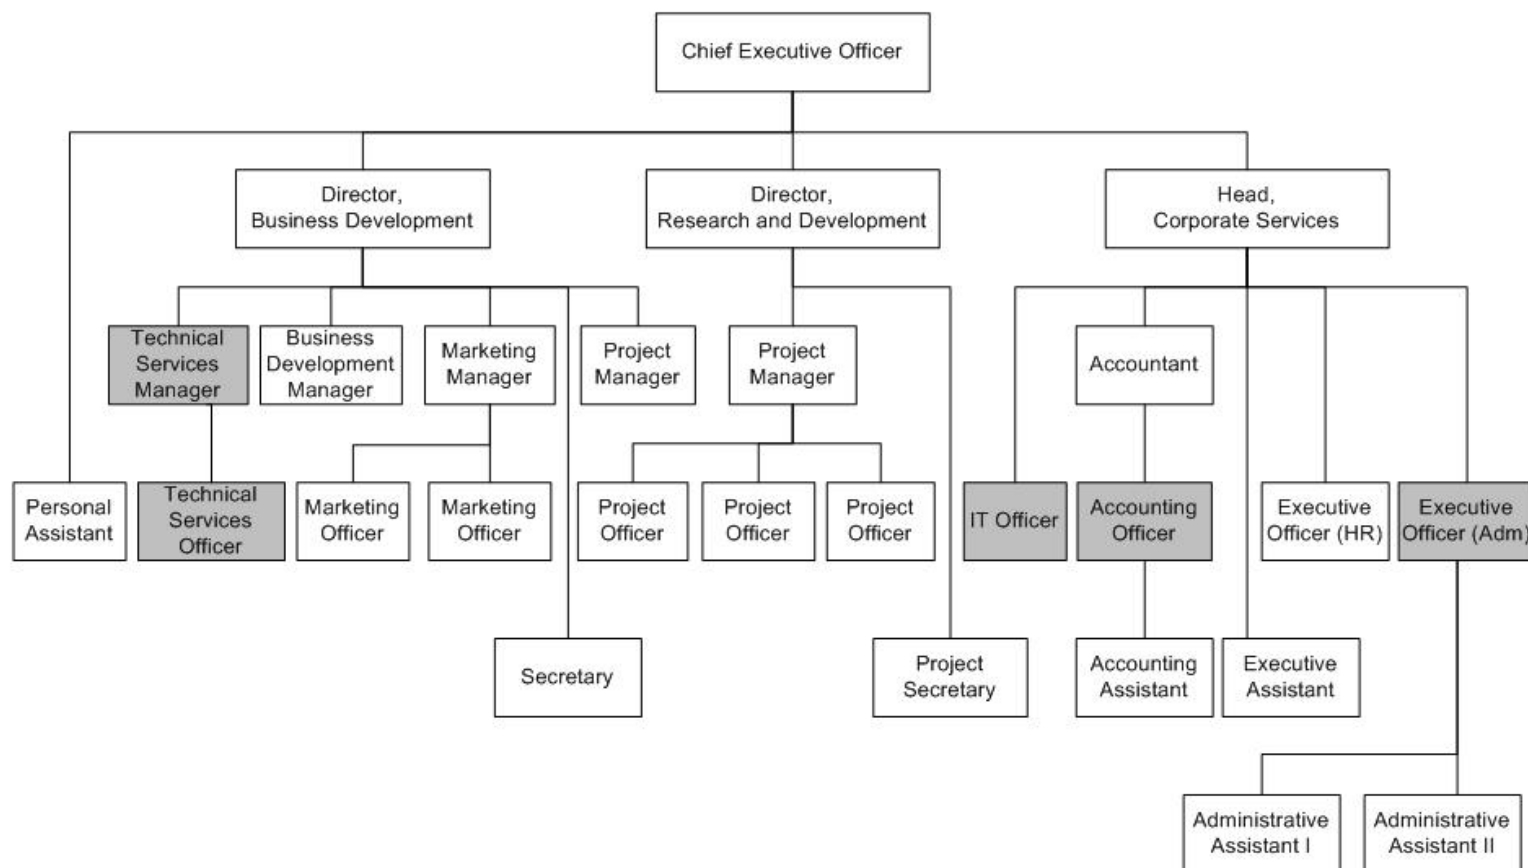 Chief Executive Officer
Director,
Business Development
Director,
Research and Development
Head,
Corporate Services
Technical
Services
Manager
Business
Development
Manager
Marketing
Manager
Project
Manager
Project
Manager
Accountant
Personal
Assistant
Technical
Services
Officer
Marketing
Officer
Marketing
Officer
Project
Officer
Project
Officer
Project
Officer
IT Officer
Accounting
Officer
Executive
Officer (HR)
Executive
Officer (Adm)
Secretary
Project
Secretary
Accounting
Assistant
Executive
Assistant
Administrative
Assistant I
Administrative
Assistant II